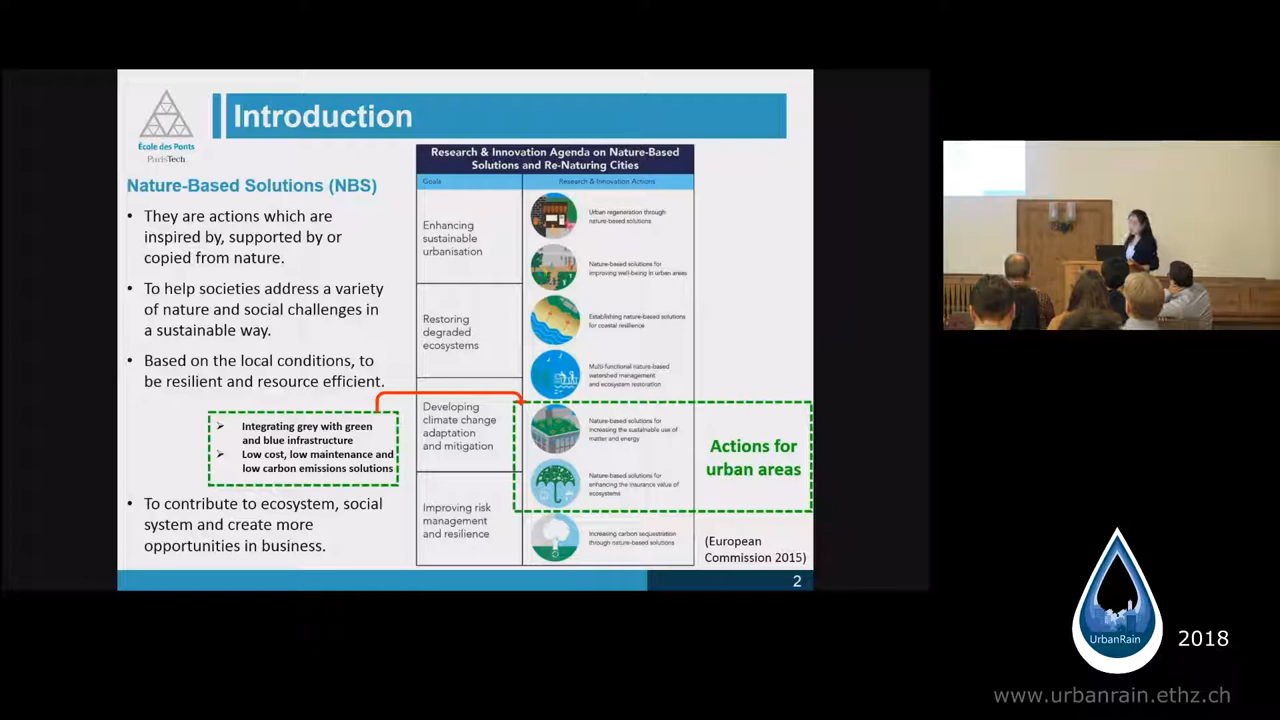 Introduction
École des Ponts
ParisTech
Nature-Based Solutions (NBS)
• They are actions which are
inspired by, supported by or
copied from nature.
• To help societies address a variety
of nature and social challenges in
a sustainable way.
• Based on the local conditions, to
be resilient and resource efficient.
➢ Integrating grey with green
and blue infrastructure
➢ Low cost, low maintenance and
low carbon emissions solutions
• To contribute to ecosystem, social
system and create more
opportunities in business.
Research & Innovation Agenda on Nature-Based
Solutions and Re-Naturing Cities
Goals
Research & Innovation Actions
Enhancing
sustainable
urbanisation
Restoring
degraded
ecosystems
Developing
climate change
adaptation
and mitigation
Improving risk
management
and resilience
Urban regeneration through
nature-based solutions
Nature-based solutions for
improving well-being in urban areas
Establishing nature-based solutions
for coastal resilience
Multi-functional nature-based
watershed management
and ecosystem restoration
Nature-based solutions for
increasing the sustainable use of
matter and energy
Nature-based solutions for
enhancing the insurance value of
ecosystems
Increasing carbon sequestration
through nature-based solutions
Actions for
urban areas
(European
Commission 2015)
2
UrbanRain
2018
www.urbanrain.ethz.ch